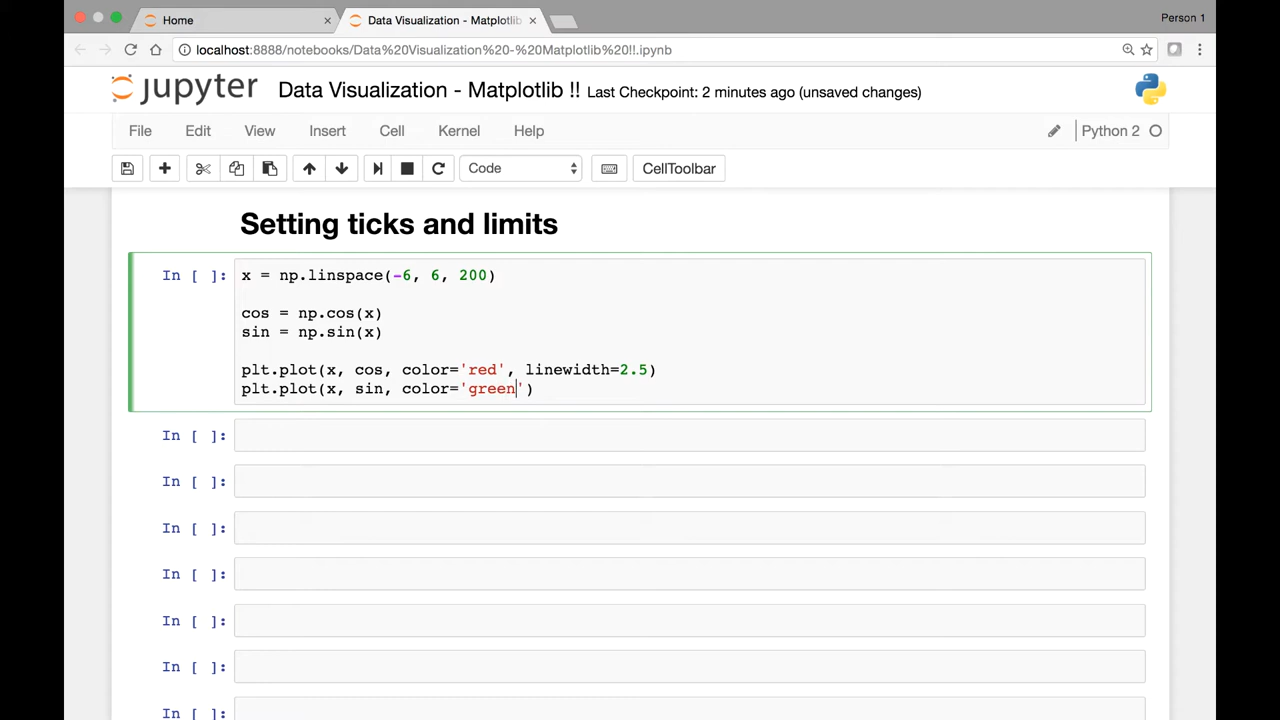 Home
Data Visualization - Matplotlib
Person 1
localhost:8888/notebooks/Data%20Visualization%20-%20Matplotlib%20!!.ipynb
jupyter Data Visualization - Matplotlib !! Last Checkpoint: 2 minutes ago (unsaved changes)
File Edit View Insert Cell Kernel Help Python 2
Code CellToolbar
Setting ticks and limits
In [ ]: x = np.linspace(-6, 6, 200)
cos = np.cos(x)
sin = np.sin(x)
plt.plot(x, cos, color='red', linewidth=2.5)
plt.plot(x, sin, color='green')
In [ ]:
In [ ]:
In [ ]:
In [ ]:
In [ ]:
In [ ]:
In [ ]: